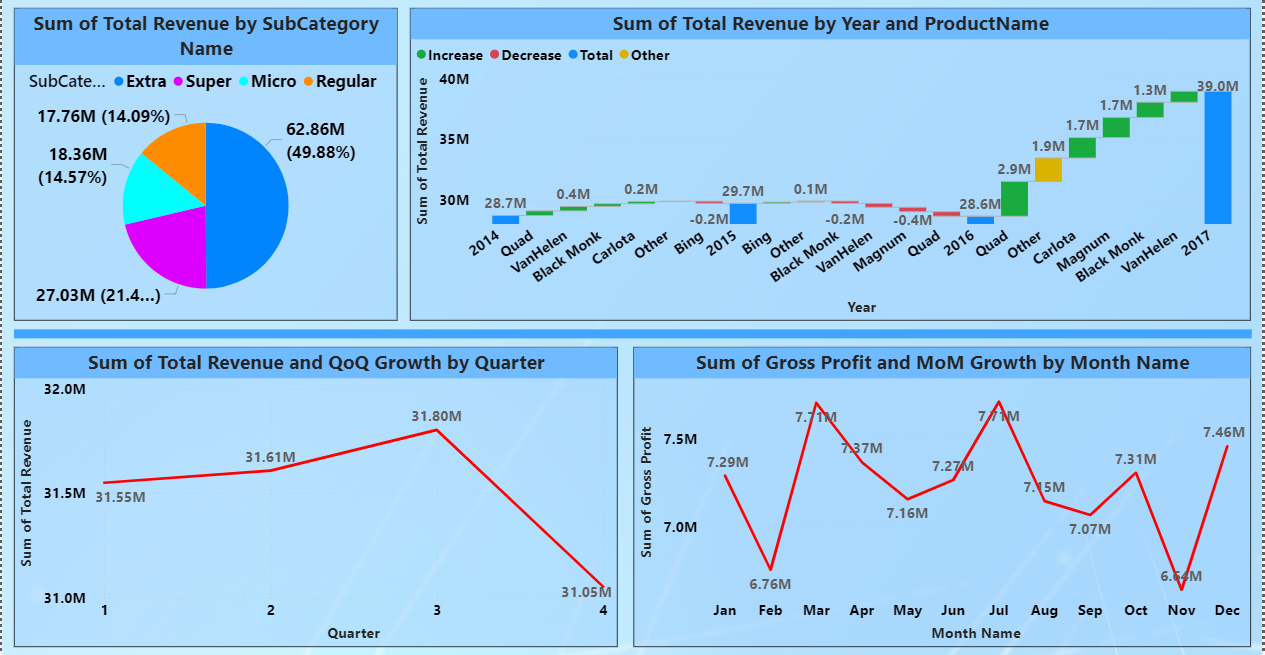 Sum of Total Revenue by SubCategory
Name
SubCate... Extra Super Micro Regular
17.76M (14.09%)
62.86M
(49.88%)
18.36M
(14.57%)
27.03M (21.4...)
Sum of Total Revenue by Year and ProductName
Increase Decrease Total Other
Sum of Total Revenue
40M
35M
30M
28.7M
0.4M
0.2M
-0.2M
29.7M
0.1M
-0.2M
-0.4M
28.6M
2.9M
1.9M
1.7M
1.7M
1.3M
39.0M
2014
Quad
VanHelen
Black Monk
Carlota
Other
Bing
2015
Bing
Other
Black Monk
VanHelen
Magnum
Quad
2016
Quad
Other
Carlota
Magnum
Black Monk
VanHelen
2017
Year
Sum of Total Revenue and QoQ Growth by Quarter
Sum of Total Revenue
32.0M
31.5M
31.0M
31.55M
31.61M
31.80M
31.05M
1 2 3 4
Quarter
Sum of Gross Profit and MoM Growth by Month Name
Sum of Gross Profit
7.5M
7.0M
7.29M
6.76M
7.71M
7.37M
7.16M
7.27M
7.71M
7.15M
7.07M
7.31M
6.64M
7.46M
Jan Feb Mar Apr May Jun Jul Aug Sep Oct Nov Dec
Month Name